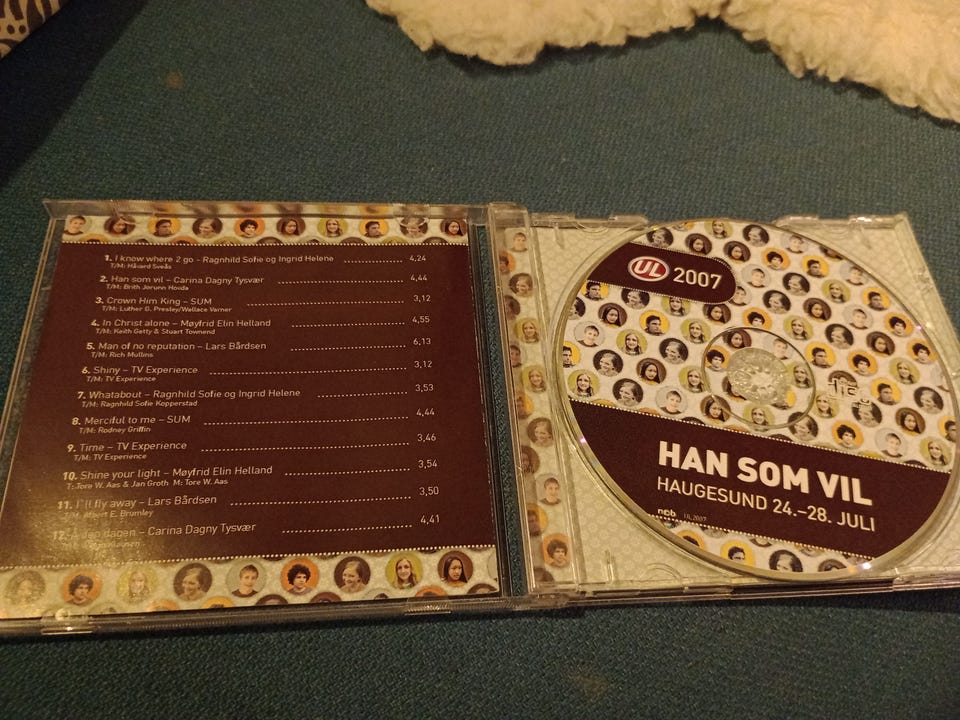 1. I know where 2 go – Ragnhild Sofie og Ingrid Helene 4,24
T/M: Håvard Sveås
2. Han som vil – Carina Dagny Tysvær 4,44
T/M: Brith Jorunn Hovda
3. Crown Him King – SUM 3,12
T/M: Luther G. Presley/Wallace Varner
4. In Christ alone – Møyfrid Elin Helland 4,55
T/M: Keith Getty & Stuart Townend
5. Man of no reputation – Lars Bårdsen 6,13
T/M: Rich Mullins
6. Shiny – TV Experience 3,12
T/M: TV Experience
7. Whatabout – Ragnhild Sofie og Ingrid Helene 3,53
T/M: Ragnhild Sofie Kopperstad
8. Merciful to me – SUM 4,44
T/M: Rodney Griffin
9. Time – TV Experience 3,46
T/M: TV Experience
10. Shine your light – Møyfrid Elin Helland 3,54
T: Tore W. Aas & Jan Groth M: Tore W. Aas
11. I´ll fly away – Lars Bårdsen 3,50
T/M: Albert E. Brumley
12. dagen – Carina Dagny Tysvær 4,41
UL 2007
HAN SOM VIL
HAUGESUND 24.–28. JULI
ncb UL 2007